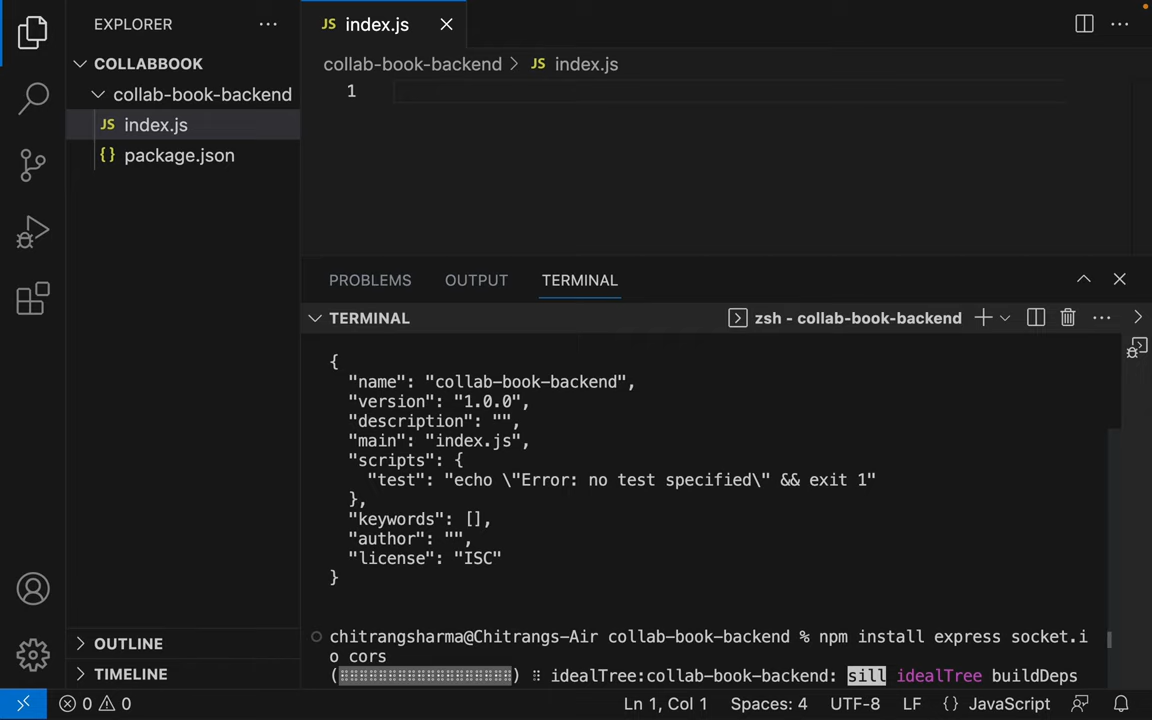 EXPLORER
JS index.js
COLLABBOOK
collab-book-backend > JS index.js
collab-book-backend
1
JS index.js
{} package.json
PROBLEMS OUTPUT TERMINAL
TERMINAL
zsh - collab-book-backend
{
"name": "collab-book-backend",
"version": "1.0.0",
"description": "",
"main": "index.js",
"scripts": {
"test": "echo \"Error: no test specified\" && exit 1"
},
"keywords": [],
"author": "",
"license": "ISC"
}
chitrangsharma@Chitrangs-Air collab-book-backend % npm install express socket.i
o cors
() ⠸ idealTree:collab-book-backend: sill idealTree buildDeps
OUTLINE
TIMELINE
0 0 Ln 1, Col 1 Spaces: 4 UTF-8 LF {} JavaScript